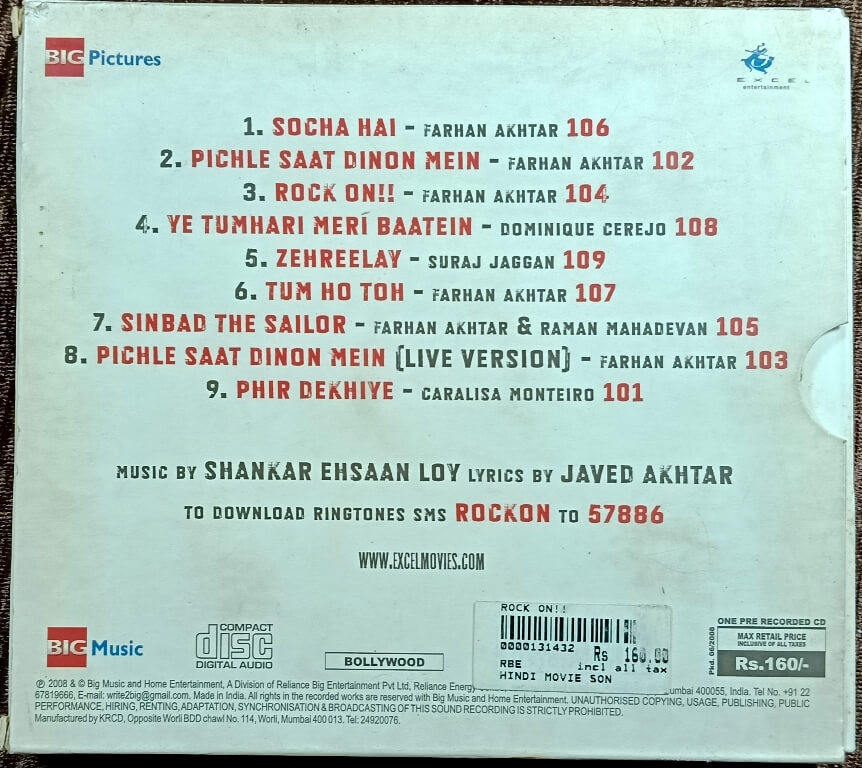 BIG Pictures
EXCEL
entertainment
1. SOCHA HAI - FARHAN AKHTAR 106
2. PICHLE SAAT DINON MEIN - FARHAN AKHTAR 102
3. ROCK ON!! - FARHAN AKHTAR 104
4. YE TUMHARI MERI BAATEIN - DOMINIQUE CEREJO 108
5. ZEHREELAY - SURAJ JAGGAN 109
6. TUM HO TOH - FARHAN AKHTAR 107
7. SINBAD THE SAILOR - FARHAN AKHTAR & RAMAN MAHADEVAN 105
8. PICHLE SAAT DINON MEIN (LIVE VERSION) - FARHAN AKHTAR 103
9. PHIR DEKHIYE - CARALISA MONTEIRO 101
MUSIC BY SHANKAR EHSAAN LOY LYRICS BY JAVED AKHTAR
TO DOWNLOAD RINGTONES SMS ROCKON TO 57886
WWW.EXCELMOVIES.COM
BIG Music
COMPACT
disc
DIGITAL AUDIO
BOLLYWOOD
ROCK ON!!
0000131432 Rs 160.00
RBE incl all tax
HINDI MOVIE SON
Pkd. 06/2008
ONE PRE RECORDED CD
MAX RETAIL PRICE
INCLUSIVE OF ALL TAXES
Rs.160/-
℗ 2008 & © Big Music and Home Entertainment, A Division of Reliance Big Entertainment Pvt Ltd, Reliance Energy umbai 400055, India. Tel No. +91 22
67819666, E-mail: write2big@gmail.com. Made in India. All rights in the recorded works are reserved with Big Music and Home Entertainment. UNAUTHORISED COPYING, USAGE, PUBLISHING, PUBLIC
PERFORMANCE, HIRING, RENTING, ADAPTATION, SYNCHRONISATION & BROADCASTING OF THIS SOUND RECORDING IS STRICTLY PROHIBITED.
Manufactured by KRCD, Opposite Worli BDD chawl No. 114, Worli, Mumbai 400 013. Tel: 24920076.